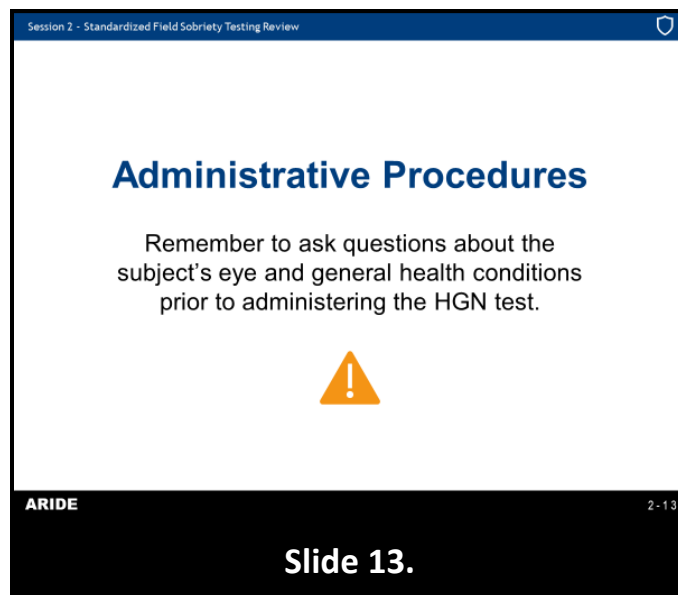 Session 2 - Standardized Field Sobriety Testing Review
Administrative Procedures
Remember to ask questions about the
subject's eye and general health conditions
prior to administering the HGN test.
!
ARIDE
2-13
Slide 13.